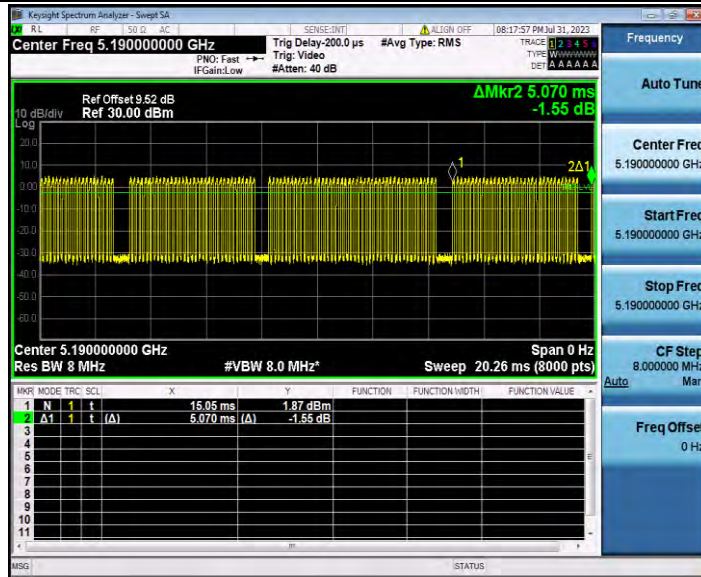 Keysight Spectrum Analyzer - Swept SA
RL RF 50 Ω AC SENSE:INT ALIGN OFF 08:17:57 PM Jul 31, 2023
Center Freq 5.190000000 GHz
PNO: Fast
IFGain:Low
Trig Delay-200.0 µs
Trig: Video
#Atten: 40 dB
#Avg Type: RMS
TRACE 1 2 3 4 5 6
TYPE W
DET A A A A A A
ΔMkr2 5.070 ms
-1.55 dB
Ref Offset 9.52 dB
10 dB/div Ref 30.00 dBm
Log
20.0
10.0
0.00
-10.0
-20.0
-30.0
-40.0
-50.0
-60.0
1
2Δ1
Center 5.190000000 GHz Span 0 Hz
Res BW 8 MHz #VBW 8.0 MHz* Sweep 20.26 ms (8000 pts)
MKR MODE TRC SCL X Y FUNCTION FUNCTION WIDTH FUNCTION VALUE
1 N 1 t 15.05 ms 1.87 dBm
2 Δ1 1 t (Δ) 5.070 ms (Δ) -1.55 dB
3
4
5
6
7
8
9
10
11
MSG STATUS
Frequency
Auto Tune
Center Freq
5.190000000 GHz
Start Freq
5.190000000 GHz
Stop Freq
5.190000000 GHz
CF Step
8.000000 MHz
Auto Man
Freq Offset
0 Hz